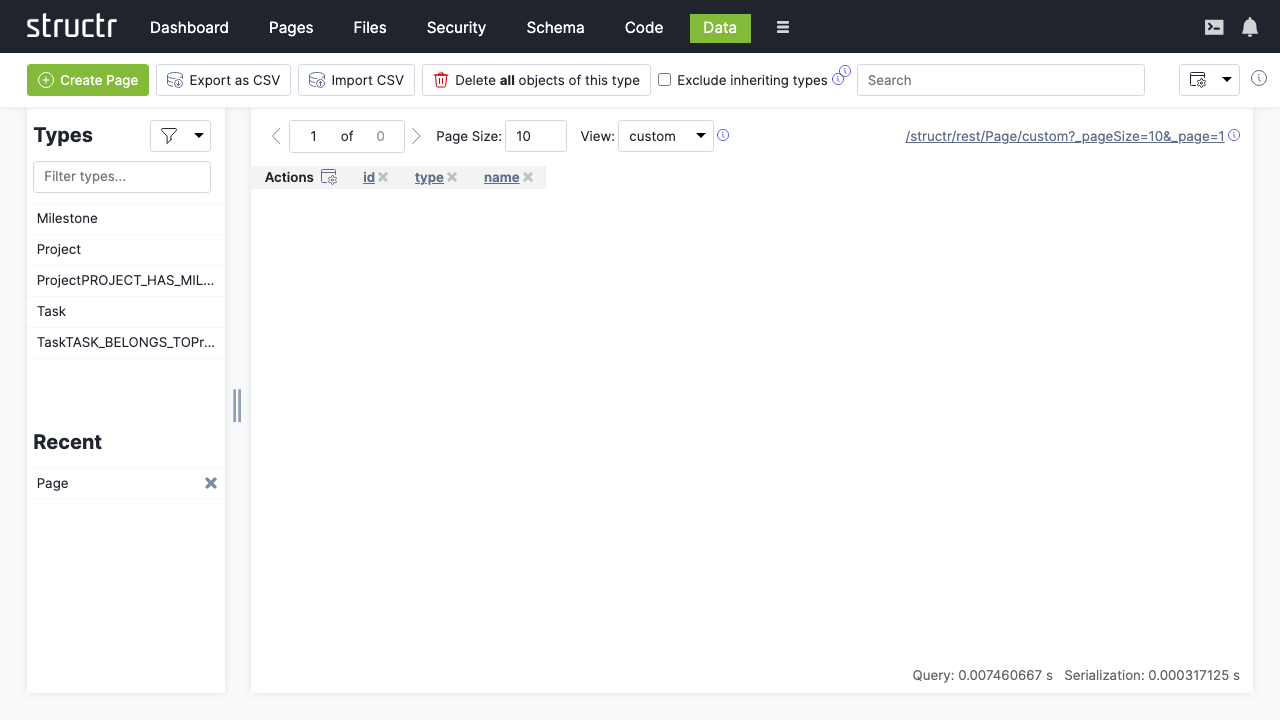 structr Dashboard Pages Files Security Schema Code Data
Create Page Export as CSV Import CSV Delete all objects of this type Exclude inheriting types Search
Types
Filter types...
Milestone
Project
ProjectPROJECT_HAS_MIL...
Task
TaskTASK_BELONGS_TOPr...
Recent
Page
1 of 0 Page Size: 10 View: custom /structr/rest/Page/custom?_pageSize=10&_page=1
Actions id type name
Query: 0.007460667 s Serialization: 0.000317125 s